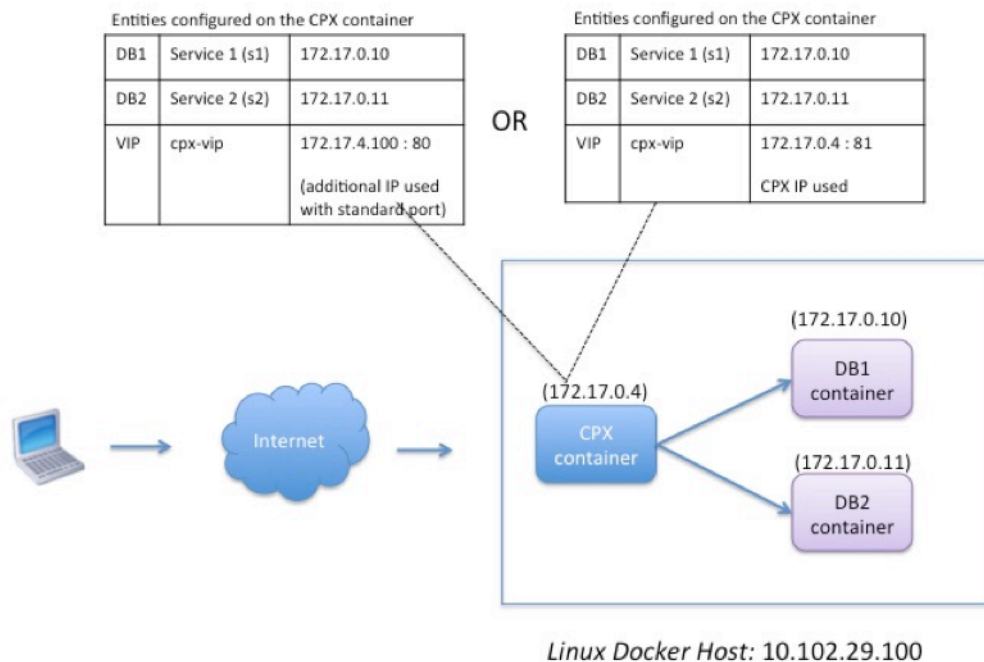 Entities configured on the CPX container
DB1 Service 1 (s1) 172.17.0.10
DB2 Service 2 (s2) 172.17.0.11
VIP cpx-vip 172.17.4.100 : 80
(additional IP used
with standard port)
OR
Entities configured on the CPX container
DB1 Service 1 (s1) 172.17.0.10
DB2 Service 2 (s2) 172.17.0.11
VIP cpx-vip 172.17.0.4 : 81
CPX IP used
Internet
(172.17.0.4)
CPX
container
(172.17.0.10)
DB1
container
(172.17.0.11)
DB2
container
Linux Docker Host: 10.102.29.100